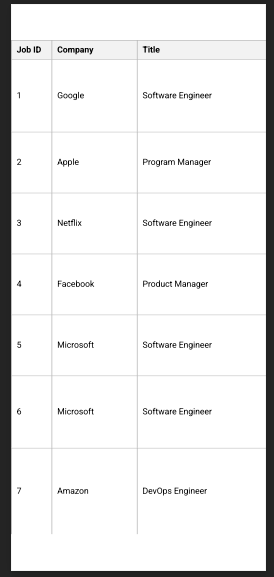 Job ID Company Title
1 Google Software Engineer
2 Apple Program Manager
3 Netflix Software Engineer
4 Facebook Product Manager
5 Microsoft Software Engineer
6 Microsoft Software Engineer
7 Amazon DevOps Engineer